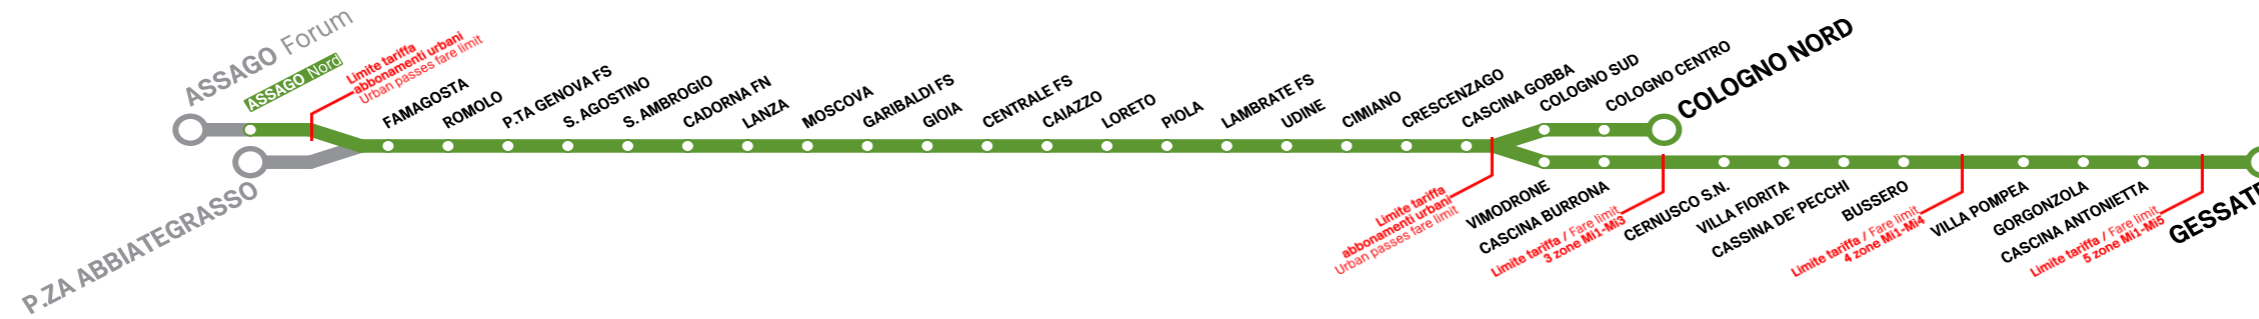 ASSAGO Forum
ASSAGO Nord
Limite tariffa
abbonamenti urbani
Urban passes fare limit
P.ZA ABBIATEGRASSO
FAMAGOSTA
ROMOLO
P.TA GENOVA FS
S. AGOSTINO
S. AMBROGIO
CADORNA FN
LANZA
MOSCOVA
GARIBALDI FS
GIOIA
CENTRALE FS
CAIAZZO
LORETO
PIOLA
LAMBRATE FS
UDINE
CIMIANO
CRESCENZAGO
CASCINA GOBBA
COLOGNO SUD
COLOGNO CENTRO
COLOGNO NORD
Limite tariffa
abbonamenti urbani
Urban passes fare limit
VIMODRONE
CASCINA BURRONA
Limite tariffa / Fare limit
3 zone Mi1-Mi3
CERNUSCO S.N.
VILLA FIORITA
CASSINA DE' PECCHI
BUSSERO
Limite tariffa / Fare limit
4 zone Mi1-Mi4
VILLA POMPEA
GORGONZOLA
CASCINA ANTONIETTA
Limite tariffa / Fare limit
5 zone Mi1-Mi5